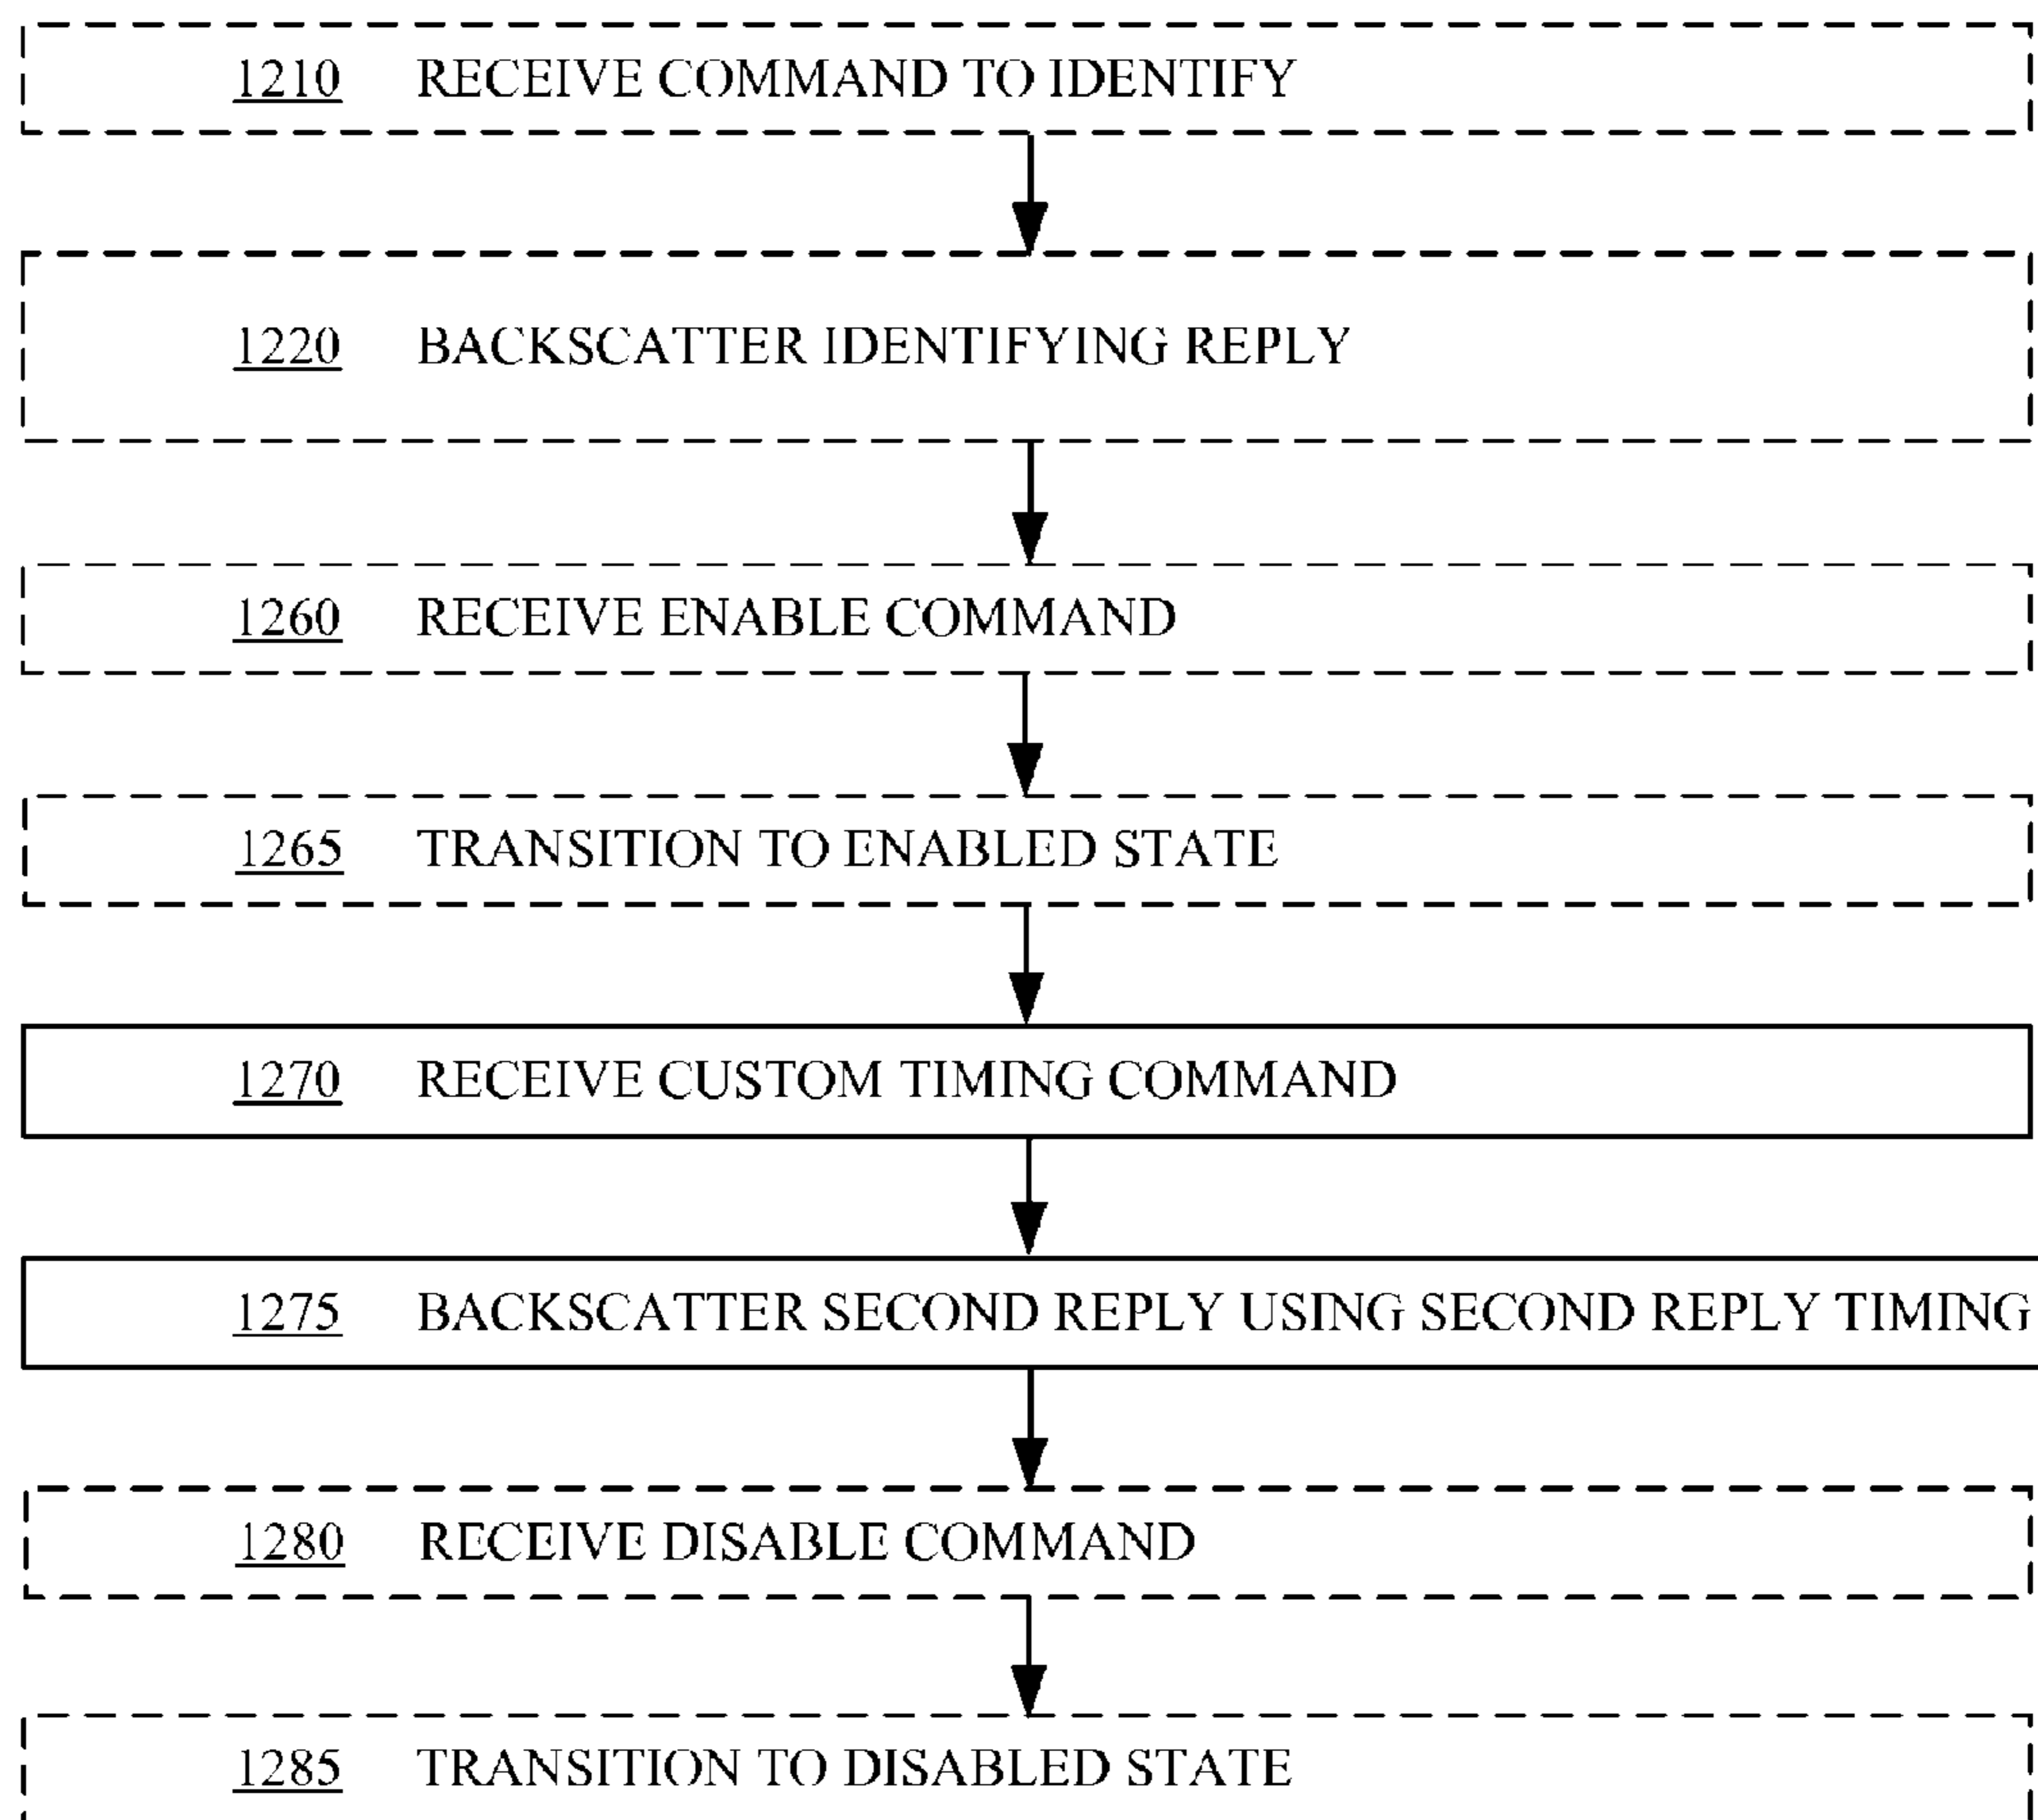 1210 RECEIVE COMMAND TO IDENTIFY
1220 BACKSCATTER IDENTIFYING REPLY
1260 RECEIVE ENABLE COMMAND
1265 TRANSITION TO ENABLED STATE
1270 RECEIVE CUSTOM TIMING COMMAND
1275 BACKSCATTER SECOND REPLY USING SECOND REPLY TIMING
1280 RECEIVE DISABLE COMMAND
1285 TRANSITION TO DISABLED STATE